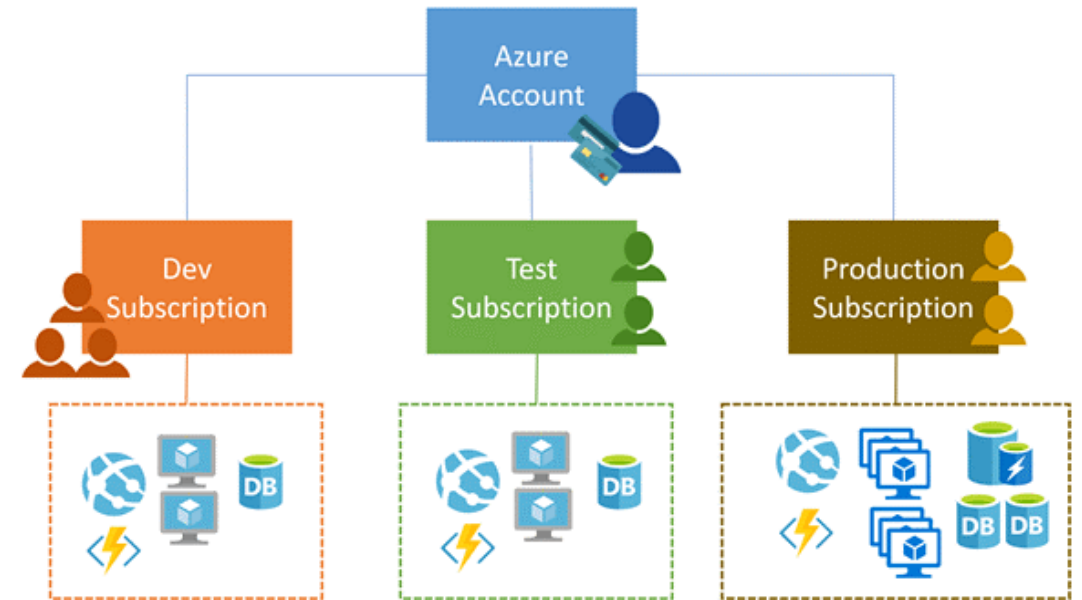 Azure
Account
Dev
Subscription
Test
Subscription
Production
Subscription
DB
DB
DB
DB